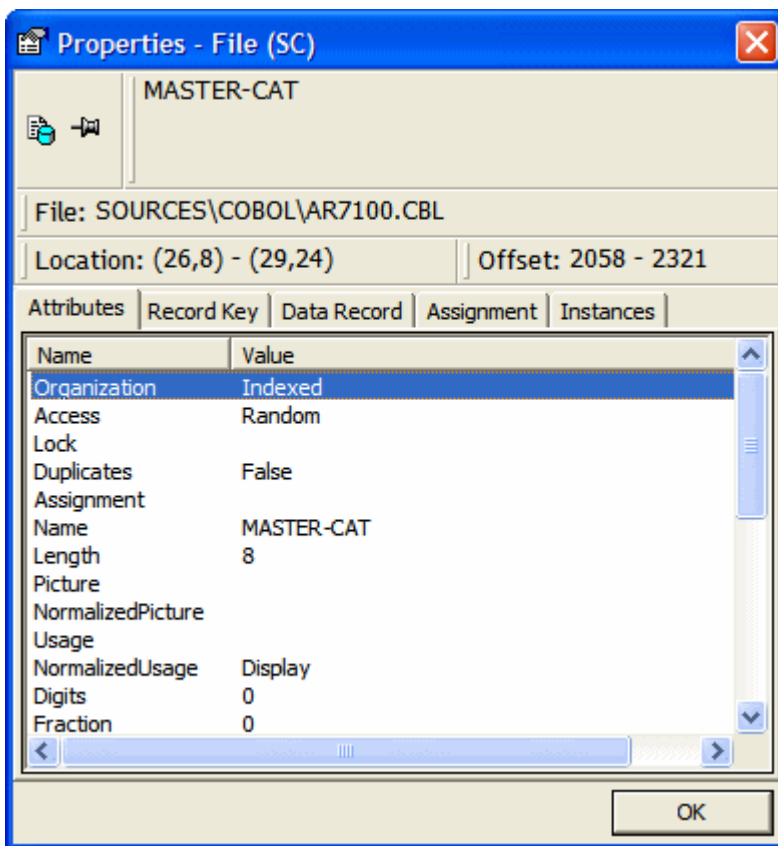 Properties - File (SC)
MASTER-CAT
File: SOURCES\COBOL\AR7100.CBL
Location: (26,8) - (29,24) Offset: 2058 - 2321
Attributes Record Key Data Record Assignment Instances
Name Value
Organization Indexed
Access Random
Lock
Duplicates False
Assignment
Name MASTER-CAT
Length 8
Picture
NormalizedPicture
Usage
NormalizedUsage Display
Digits 0
Fraction 0
OK